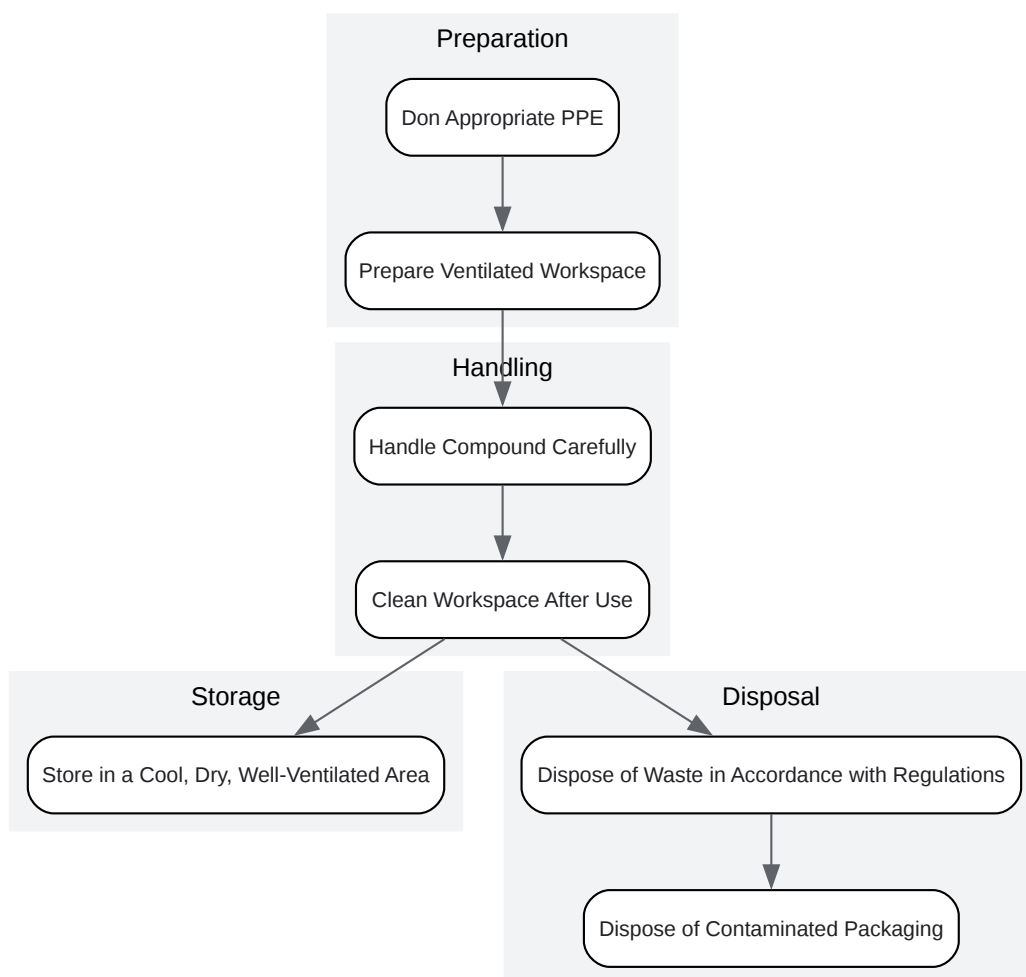 Preparation
Don Appropriate PPE
Prepare Ventilated Workspace
Handling
Handle Compound Carefully
Clean Workspace After Use
Storage
Store in a Cool, Dry, Well-Ventilated Area
Disposal
Dispose of Waste in Accordance with Regulations
Dispose of Contaminated Packaging